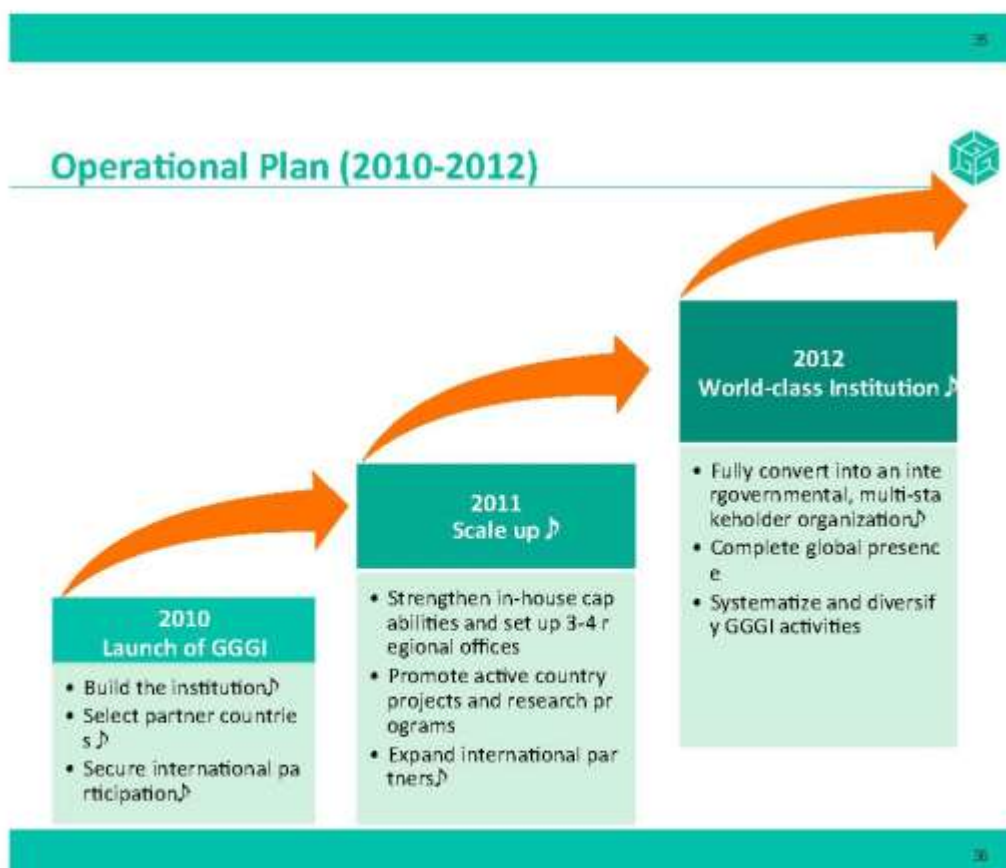 35
Operational Plan (2010-2012)
GGG
2010
Launch of GGGI
• Build the institution♪
• Select partner countrie
s♪
• Secure international pa
rticipation♪
2011
Scale up♪
• Strengthen in-house cap
abilities and set up 3-4 r
egional offices
• Promote active country
projects and research pr
ograms
• Expand international par
tners♪
2012
World-class Institution♪
• Fully convert into an inte
rgovernmental, multi-sta
keholder organization♪
• Complete global presenc
e
• Systematize and diversif
y GGGI activities
36